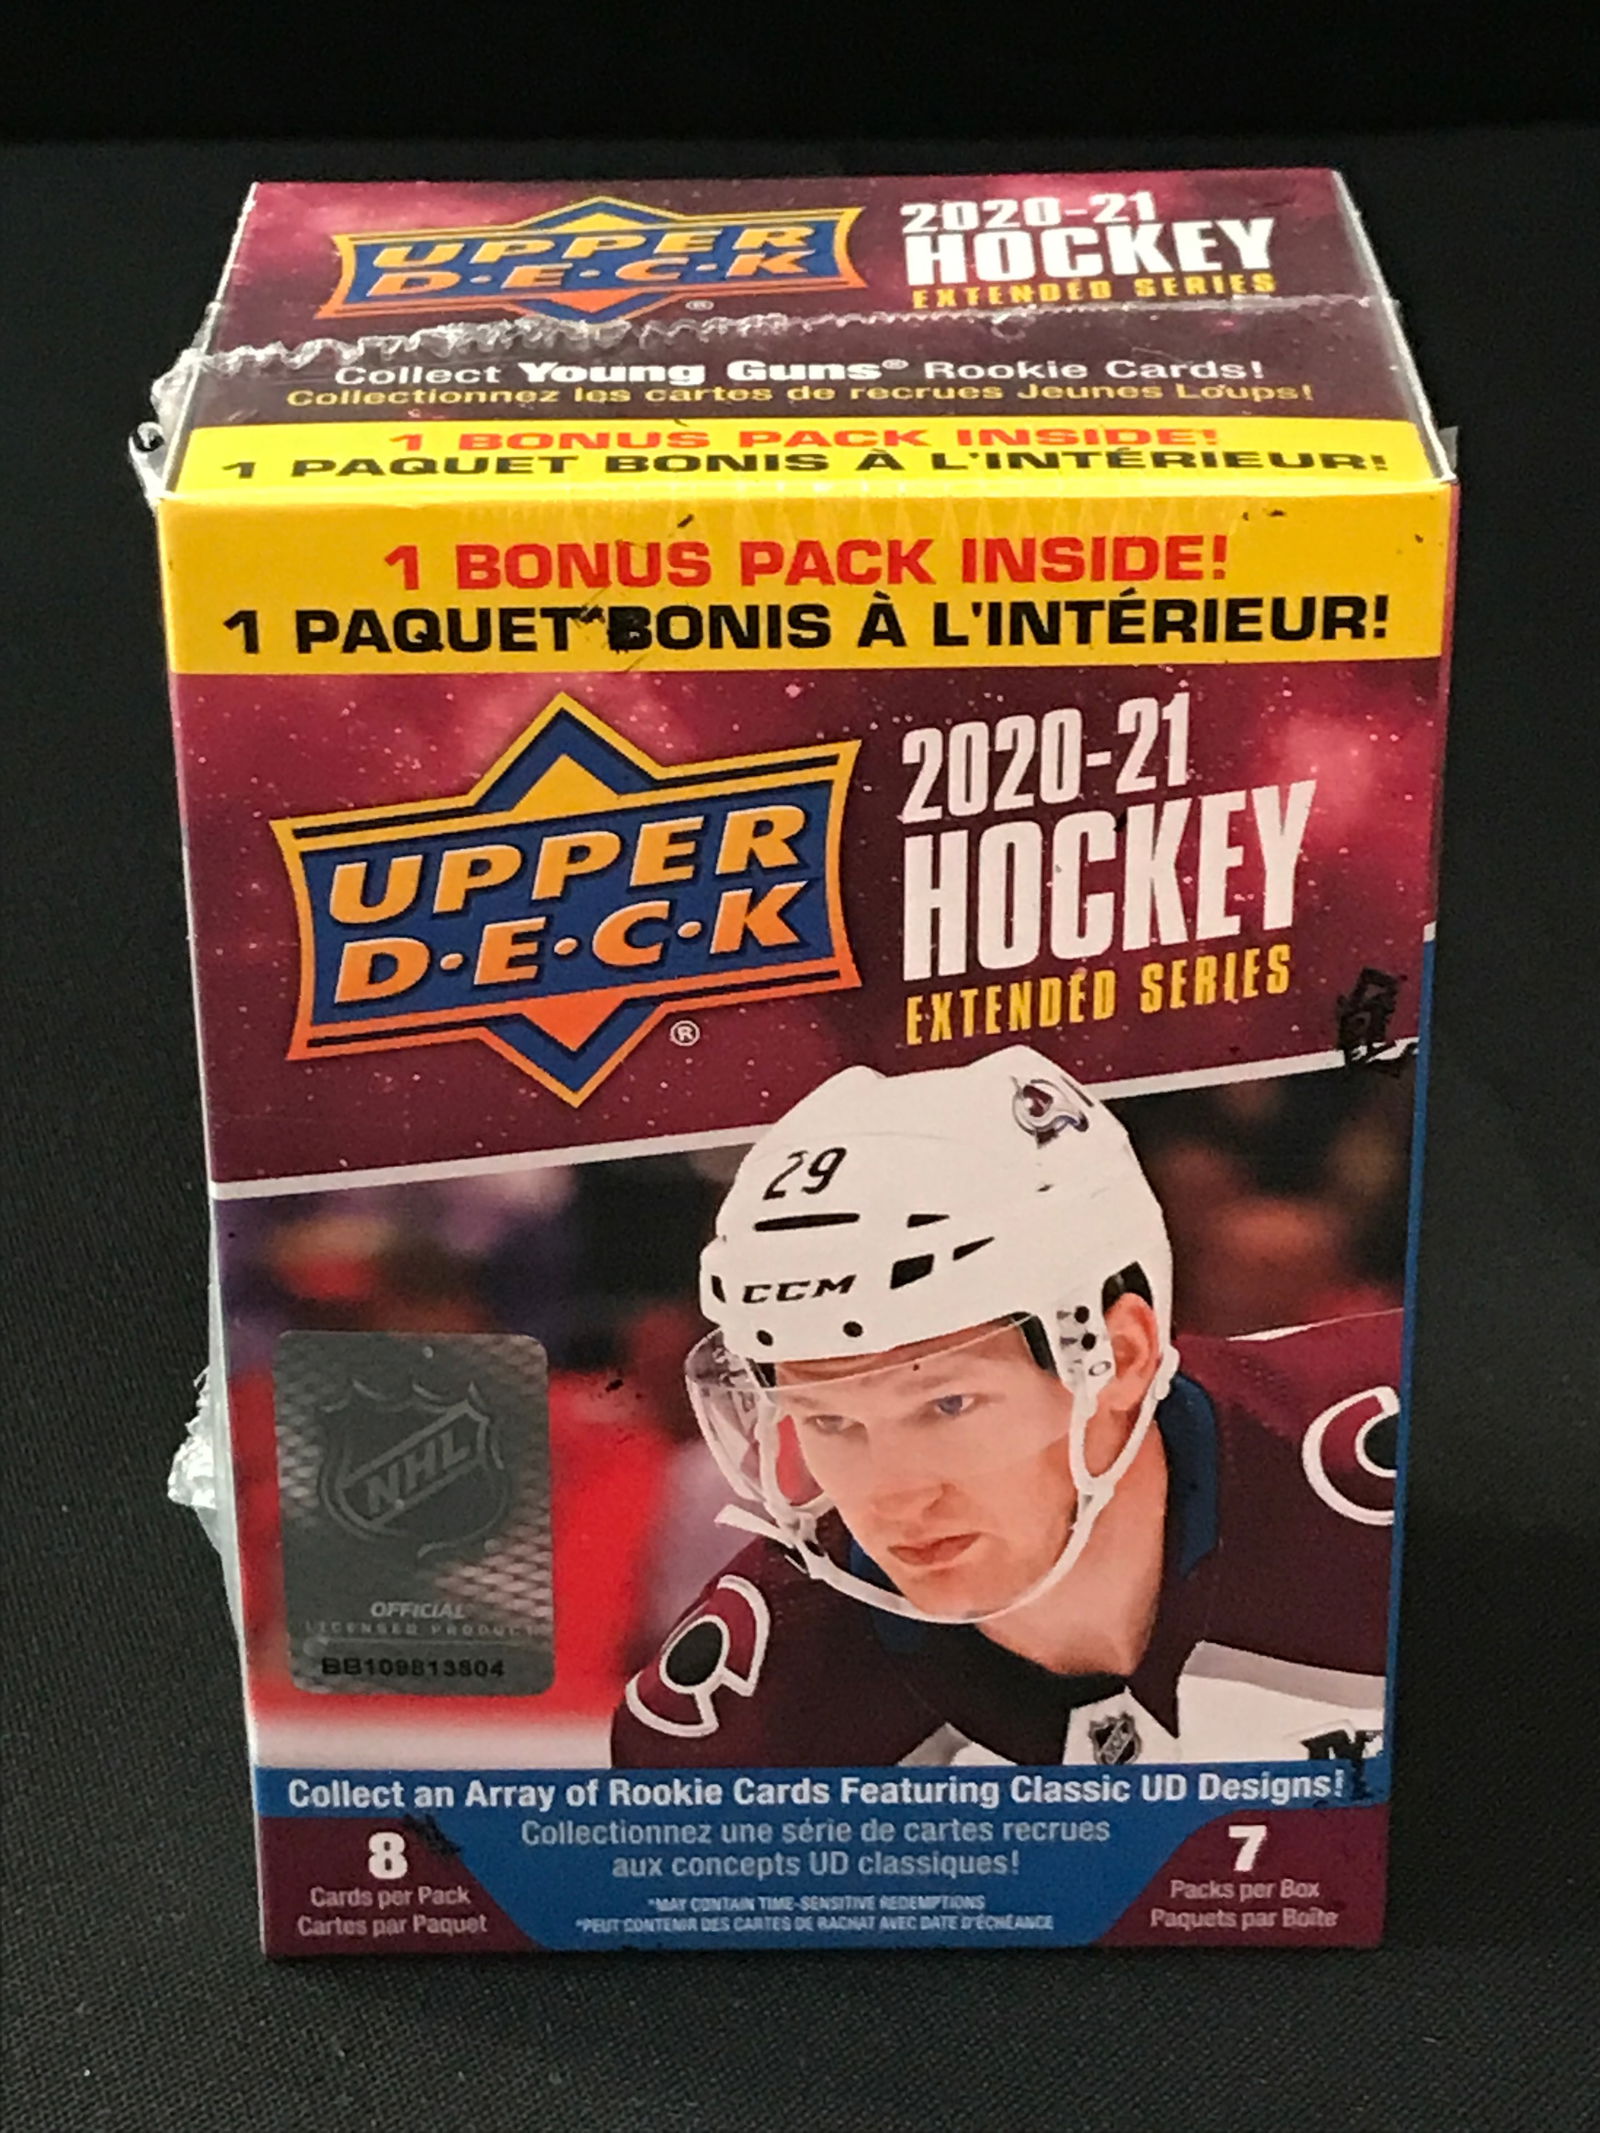 UPPER
D·E·C·K
®
2020-21
HOCKEY
EXTENDED SERIES
Collect Young Guns® Rookie Cards!
Collectionnez les cartes de recrues Jeunes Loups!
1 BONUS PACK INSIDE!
1 PAQUET BONIS À L'INTÉRIEUR!
1 BONUS PACK INSIDE!
1 PAQUET BONIS À L'INTÉRIEUR!
UPPER
D·E·C·K
®
2020-21
HOCKEY
EXTENDED SERIES
29
CCM
NHL
OFFICIAL
LICENSED PRODUCT
BB109813804
Collect an Array of Rookie Cards Featuring Classic UD Designs!
Collectionnez une série de cartes recrues
aux concepts UD classiques!
*MAY CONTAIN TIME-SENSITIVE REDEMPTIONS
*PEUT CONTENIR DES CARTES DE RACHAT AVEC DATE D'ÉCHÉANCE
8
Cards per Pack
Cartes par Paquet
7
Packs per Box
Paquets par Boîte